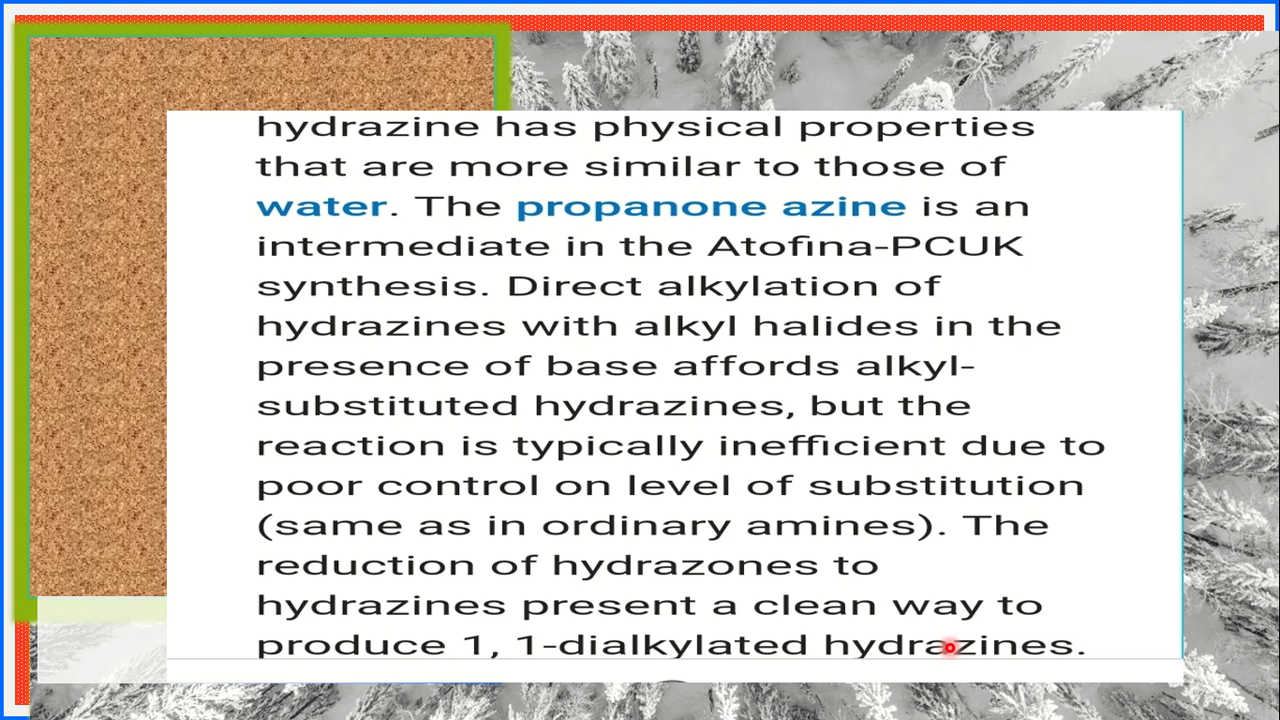 hydrazine has physical properties
that are more similar to those of
water. The propanone azine is an
intermediate in the Atofina-PCUK
synthesis. Direct alkylation of
hydrazines with alkyl halides in the
presence of base affords alkyl-
substituted hydrazines, but the
reaction is typically inefficient due to
poor control on level of substitution
(same as in ordinary amines). The
reduction of hydrazones to
hydrazines present a clean way to
produce 1, 1-dialkylated hydrazines.